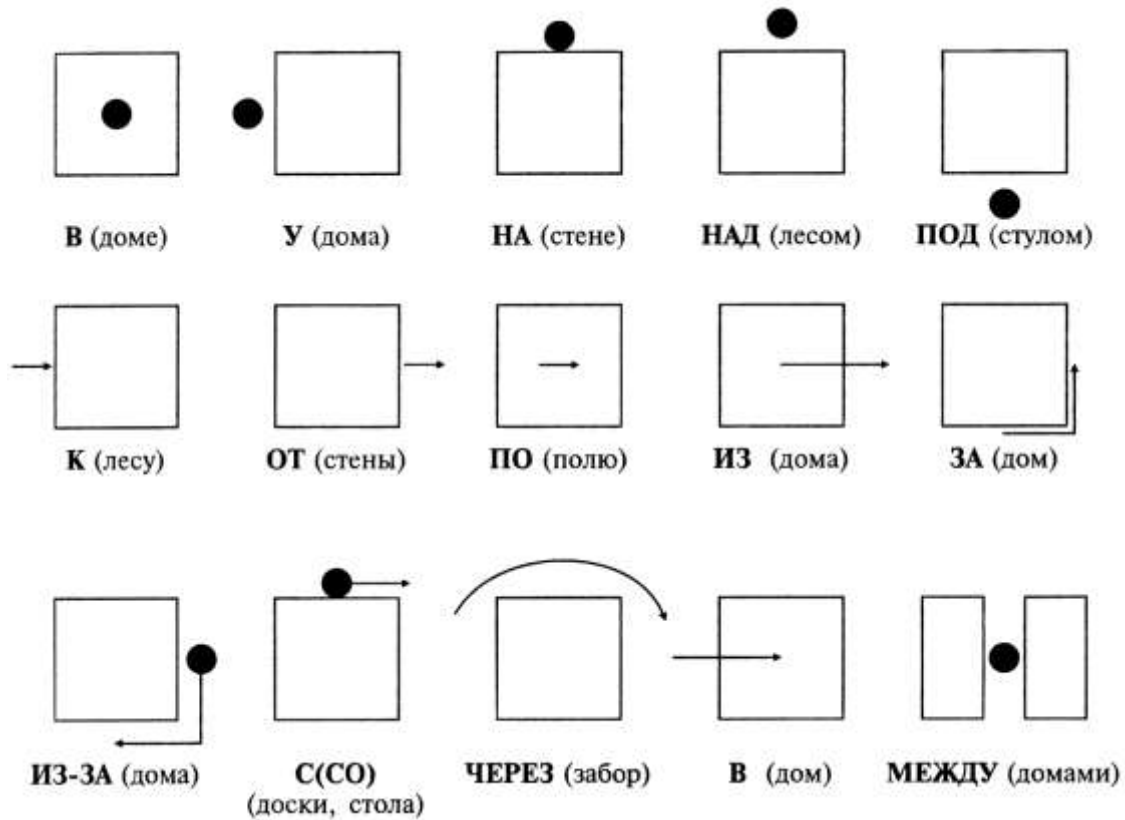 В (доме) У (дома) НА (стене) НАД (лесом) ПОД (стулом)
К (лесу) ОТ (стены) ПО (полю) ИЗ (дома) ЗА (дом)
ИЗ-ЗА (дома) С(СО) ЧЕРЕЗ (забор) В (дом) МЕЖДУ (домами)
(доски, стола)